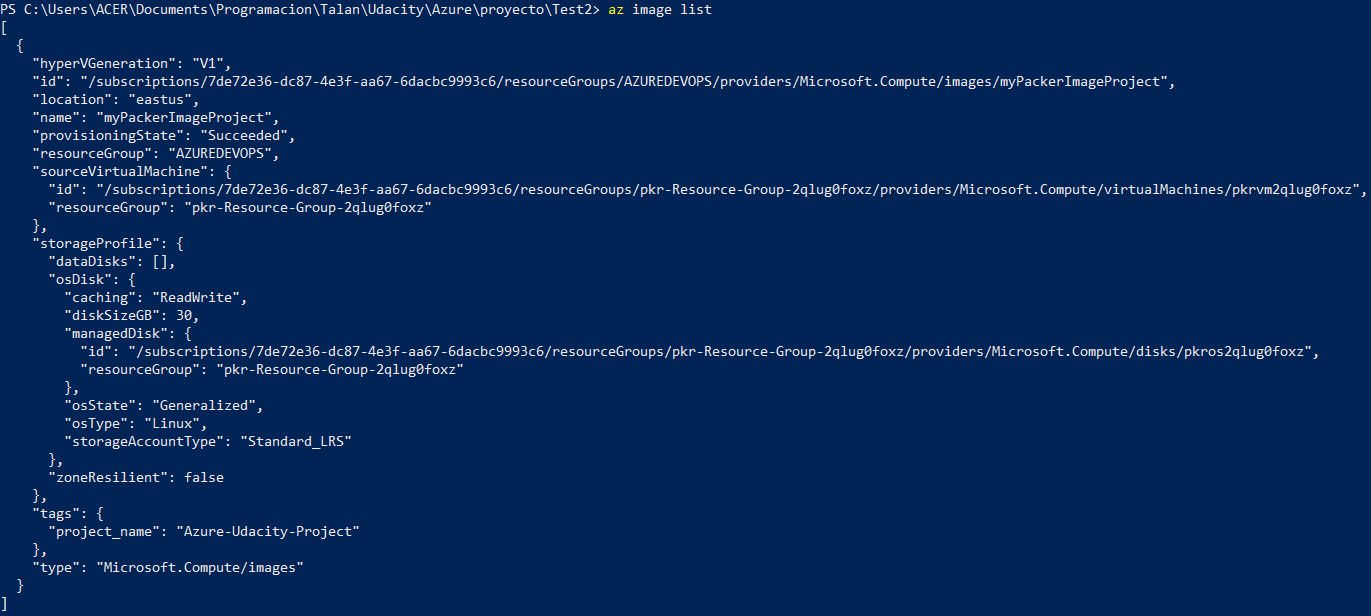 PS C:\Users\ACER\Documents\Programacion\Talan\Udacity\Azure\proyecto\Test2> az image list
[
  {
    "hyperVGeneration": "V1",
    "id": "/subscriptions/7de72e36-dc87-4e3f-aa67-6dacbc9993c6/resourceGroups/AZUREDEVOPS/providers/Microsoft.Compute/images/myPackerImageProject",
    "location": "eastus",
    "name": "myPackerImageProject",
    "provisioningState": "Succeeded",
    "resourceGroup": "AZUREDEVOPS",
    "sourceVirtualMachine": {
      "id": "/subscriptions/7de72e36-dc87-4e3f-aa67-6dacbc9993c6/resourceGroups/pkr-Resource-Group-2qlug0foxz/providers/Microsoft.Compute/virtualMachines/pkrvm2qlug0foxz",
      "resourceGroup": "pkr-Resource-Group-2qlug0foxz"
    },
    "storageProfile": {
      "dataDisks": [],
      "osDisk": {
        "caching": "ReadWrite",
        "diskSizeGB": 30,
        "managedDisk": {
          "id": "/subscriptions/7de72e36-dc87-4e3f-aa67-6dacbc9993c6/resourceGroups/pkr-Resource-Group-2qlug0foxz/providers/Microsoft.Compute/disks/pkros2qlug0foxz",
          "resourceGroup": "pkr-Resource-Group-2qlug0foxz"
        },
        "osState": "Generalized",
        "osType": "Linux",
        "storageAccountType": "Standard_LRS"
      },
      "zoneResilient": false
    },
    "tags": {
      "project_name": "Azure-Udacity-Project"
    },
    "type": "Microsoft.Compute/images"
  }
]